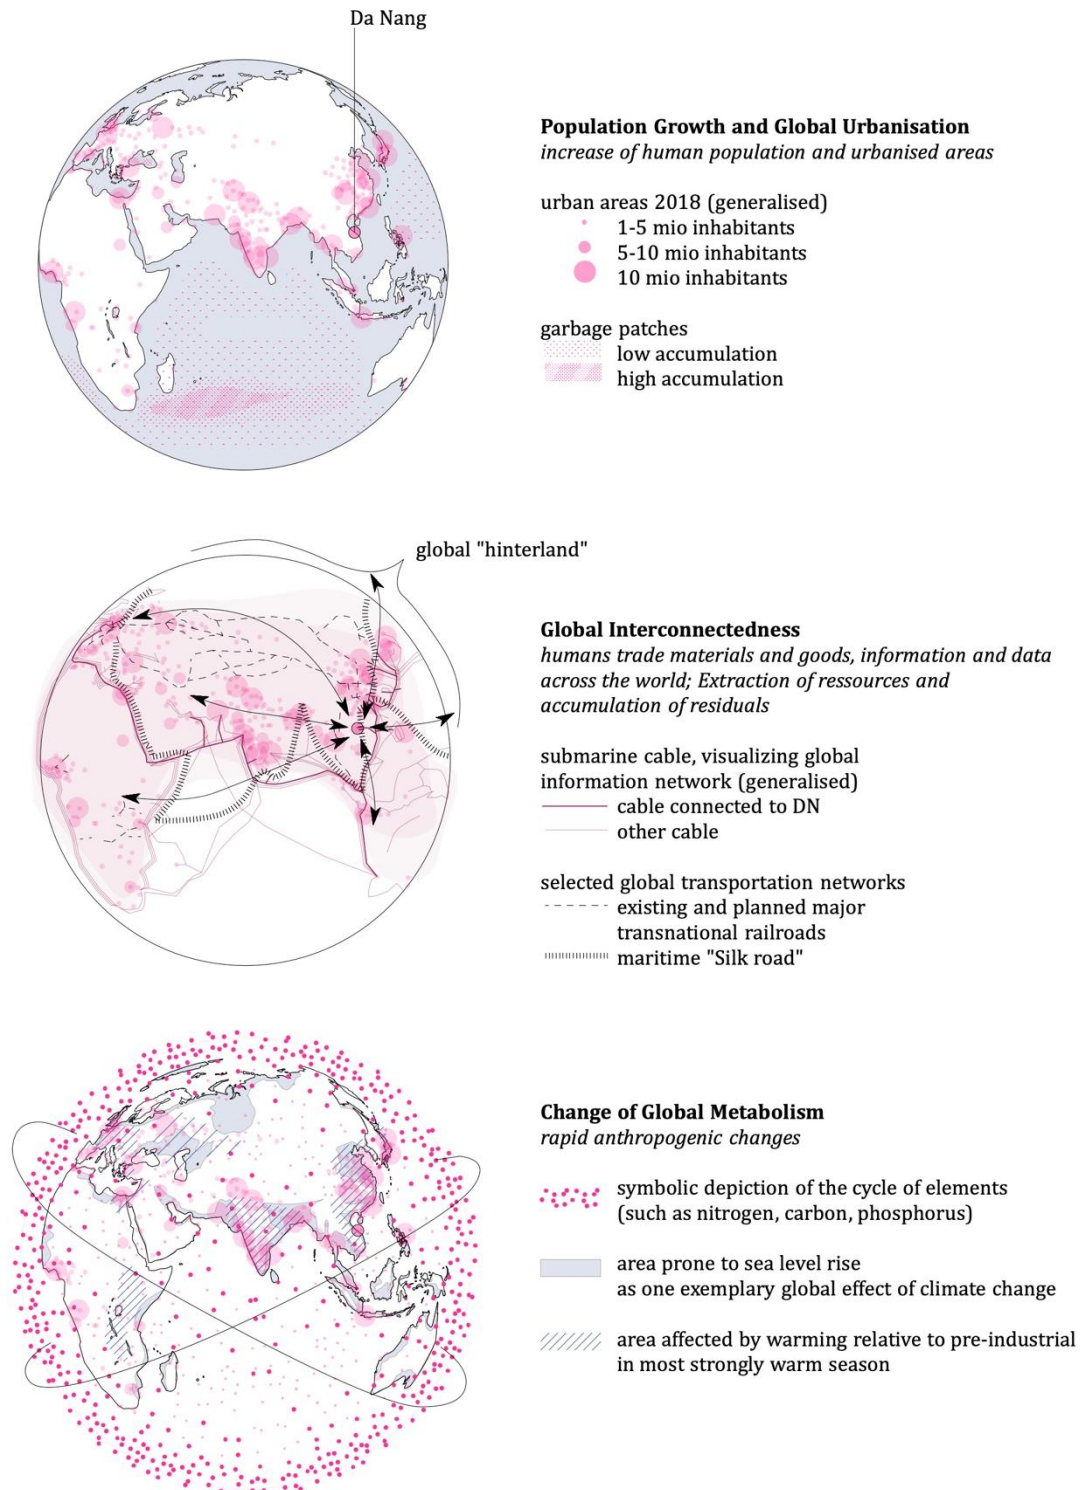 Da Nang
Population Growth and Global Urbanisation
increase of human population and urbanised areas
urban areas 2018 (generalised)
1-5 mio inhabitants
5-10 mio inhabitants
10 mio inhabitants
garbage patches
low accumulation
high accumulation
global "hinterland"
Global Interconnectedness
humans trade materials and goods, information and data
across the world; Extraction of ressources and
accumulation of residuals
submarine cable, visualizing global
information network (generalised)
cable connected to DN
other cable
selected global transportation networks
existing and planned major
transnational railroads
maritime "Silk road"
Change of Global Metabolism
rapid anthropogenic changes
symbolic depiction of the cycle of elements
(such as nitrogen, carbon, phosphorus)
area prone to sea level rise
as one exemplary global effect of climate change
area affected by warming relative to pre-industrial
in most strongly warm season